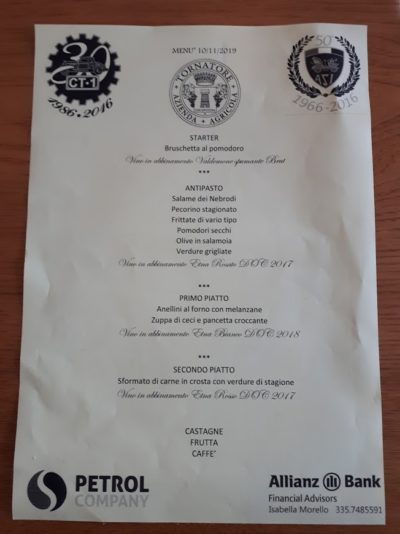 30
CT-1
1986.2016
MENU' 10/11/2019
TORNATORE
AZIENDA AGRICOLA
50°
1966-2016
STARTER
Bruschetta al pomodoro
Vino in abbinamento Valdemone spumante Brut
***
ANTIPASTO
Salame dei Nebrodi
Pecorino stagionato
Frittate di vario tipo
Pomodori secchi
Olive in salamoia
Verdure grigliate
Vino in abbinamento Etna Rosato DOC 2017
***
PRIMO PIATTO
Anellini al forno con melanzane
Zuppa di ceci e pancetta croccante
Vino in abbinamento Etna Bianco DOC 2018
***
SECONDO PIATTO
Sformato di carne in crosta con verdure di stagione
Vino in abbinamento Etna Rosso DOC 2017
CASTAGNE
FRUTTA
CAFFE'
PETROL
COMPANY
Allianz Bank
Financial Advisors
Isabella Morello 335.7485591